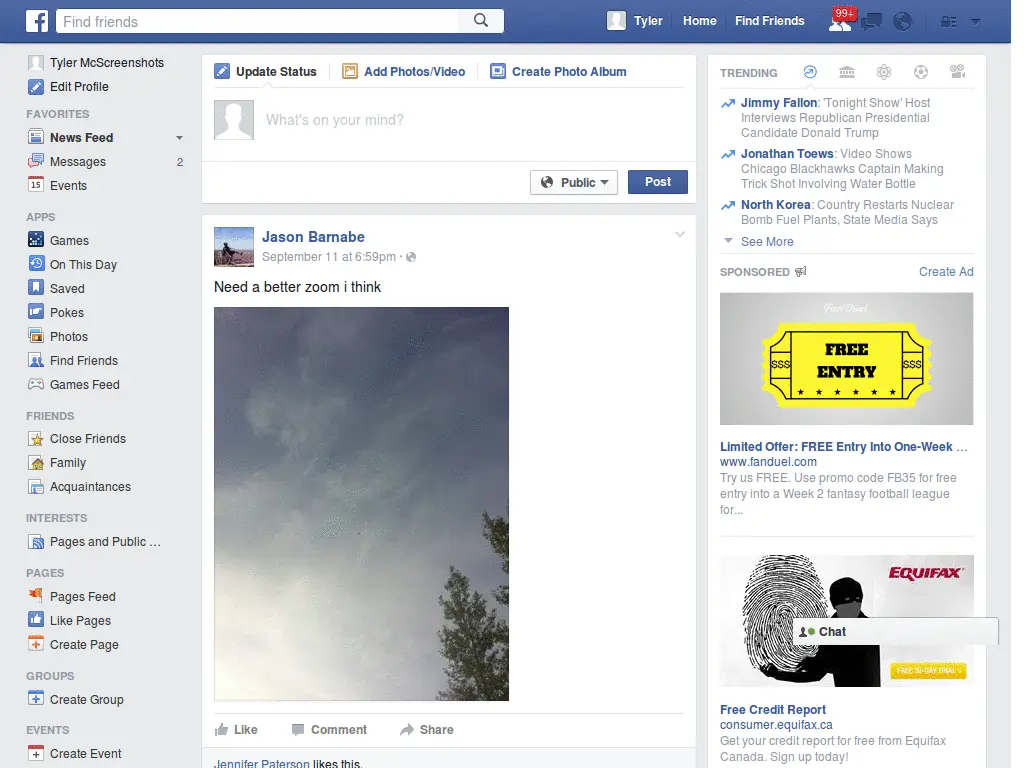 f Find friends Tyler Home Find Friends 99+
Tyler McScreenshots
Edit Profile
FAVORITES
News Feed
Messages 2
15 Events
APPS
Games
On This Day
Saved
Pokes
Photos
Find Friends
Games Feed
FRIENDS
Close Friends
Family
Acquaintances
INTERESTS
Pages and Public ...
PAGES
Pages Feed
Like Pages
Create Page
GROUPS
Create Group
EVENTS
Create Event
Update Status Add Photos/Video Create Photo Album
What's on your mind?
Public Post
Jason Barnabe
September 11 at 6:59pm ·
Need a better zoom i think
Like Comment Share
Jennifer Paterson likes this.
TRENDING
Jimmy Fallon: 'Tonight Show' Host
Interviews Republican Presidential
Candidate Donald Trump
Jonathan Toews: Video Shows
Chicago Blackhawks Captain Making
Trick Shot Involving Water Bottle
North Korea: Country Restarts Nuclear
Bomb Fuel Plants, State Media Says
See More
SPONSORED Create Ad
FanDuel
FREE
$$$ ENTRY $$$
Limited Offer: FREE Entry Into One-Week ...
www.fanduel.com
Try us FREE. Use promo code FB35 for free
entry into a Week 2 fantasy football league
for...
EQUIFAX
Chat
Free Credit Report
consumer.equifax.ca
Get your credit report for free from Equifax
Canada. Sign up today!